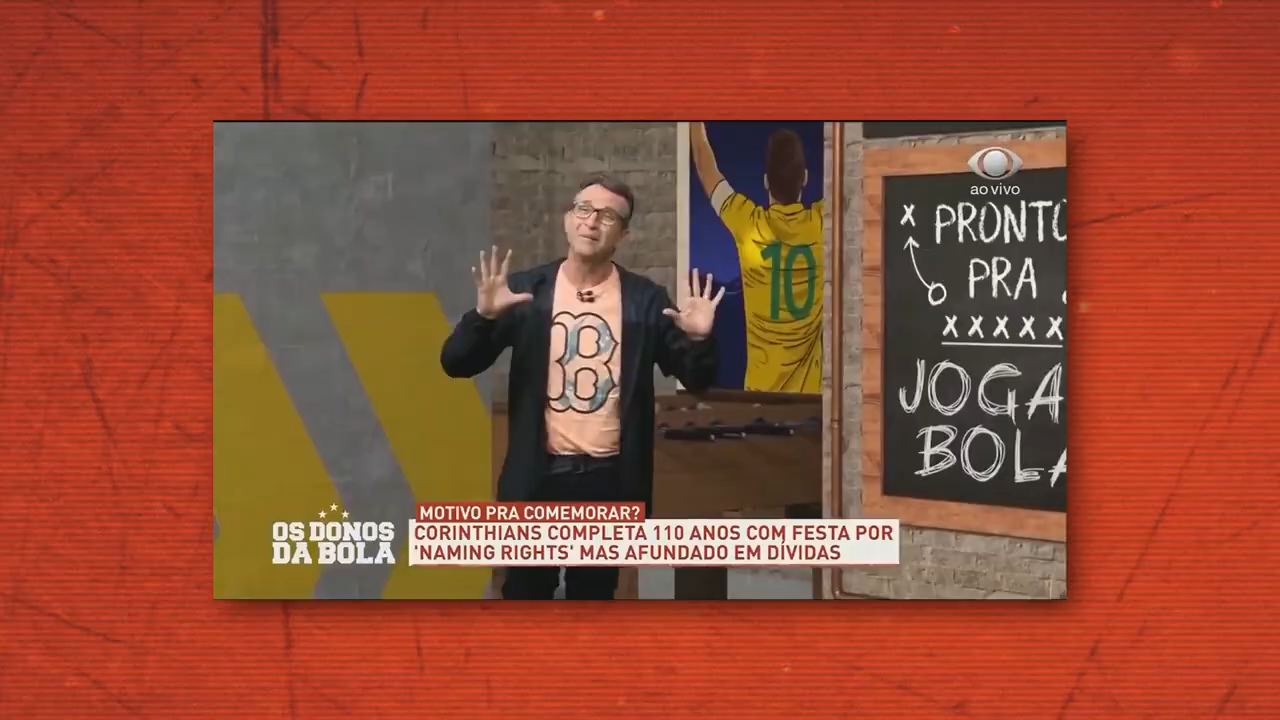 ao vivo
10
X PRONTO
PRA
X X X X X
JOGA
BOLA
B
OS DONOS
DA BOLA
MOTIVO PRA COMEMORAR?
CORINTHIANS COMPLETA 110 ANOS COM FESTA POR
'NAMING RIGHTS' MAS AFUNDADO EM DÍVIDAS